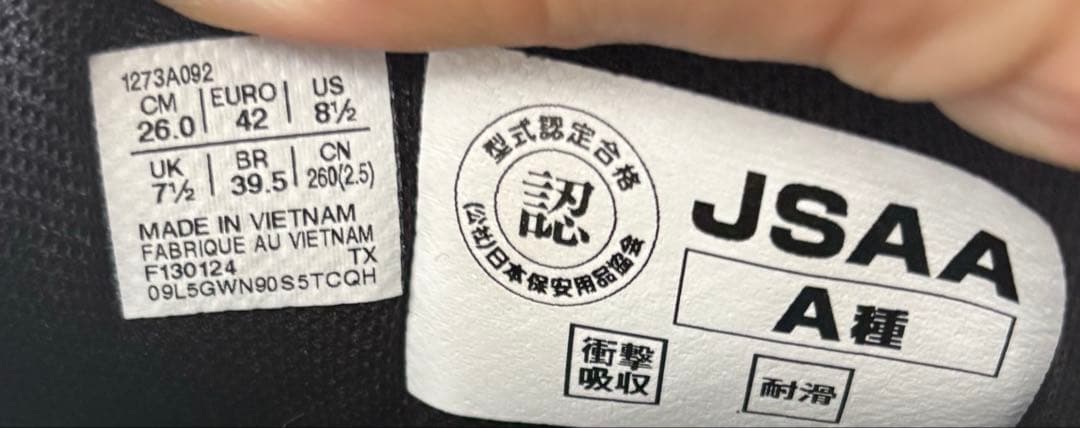 1273A092
CM EURO US
26.0 42 8½
UK BR CN
7½ 39.5 260(2.5)
MADE IN VIETNAM
FABRIQUE AU VIETNAM
F130124 TX
09L5GWN90S5TCQH
型式認定合格
認
(公社)日本保安用品協会
JSAA
A種
衝撃
吸収
耐滑